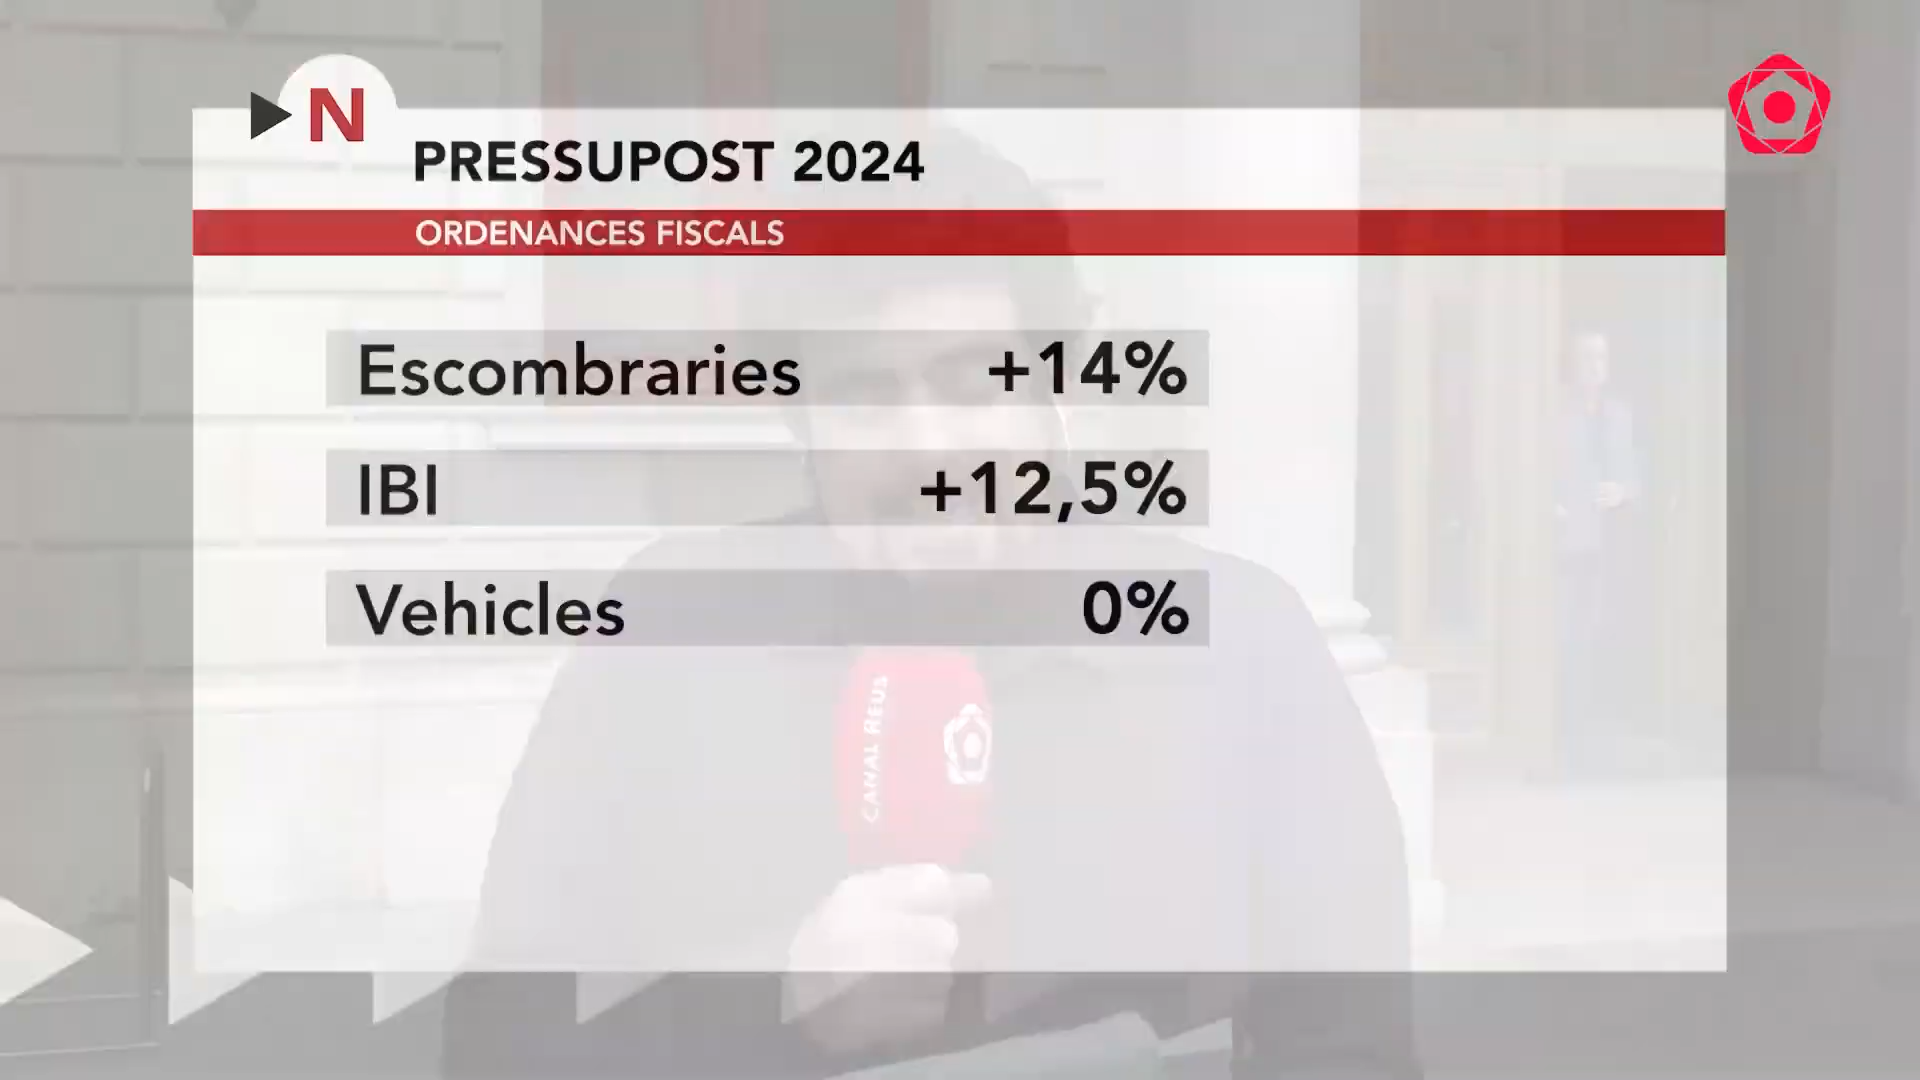 N
PRESSUPOST 2024
ORDENANCES FISCALS
Escombraries +14%
IBI +12,5%
Vehicles 0%
CANAL REUS